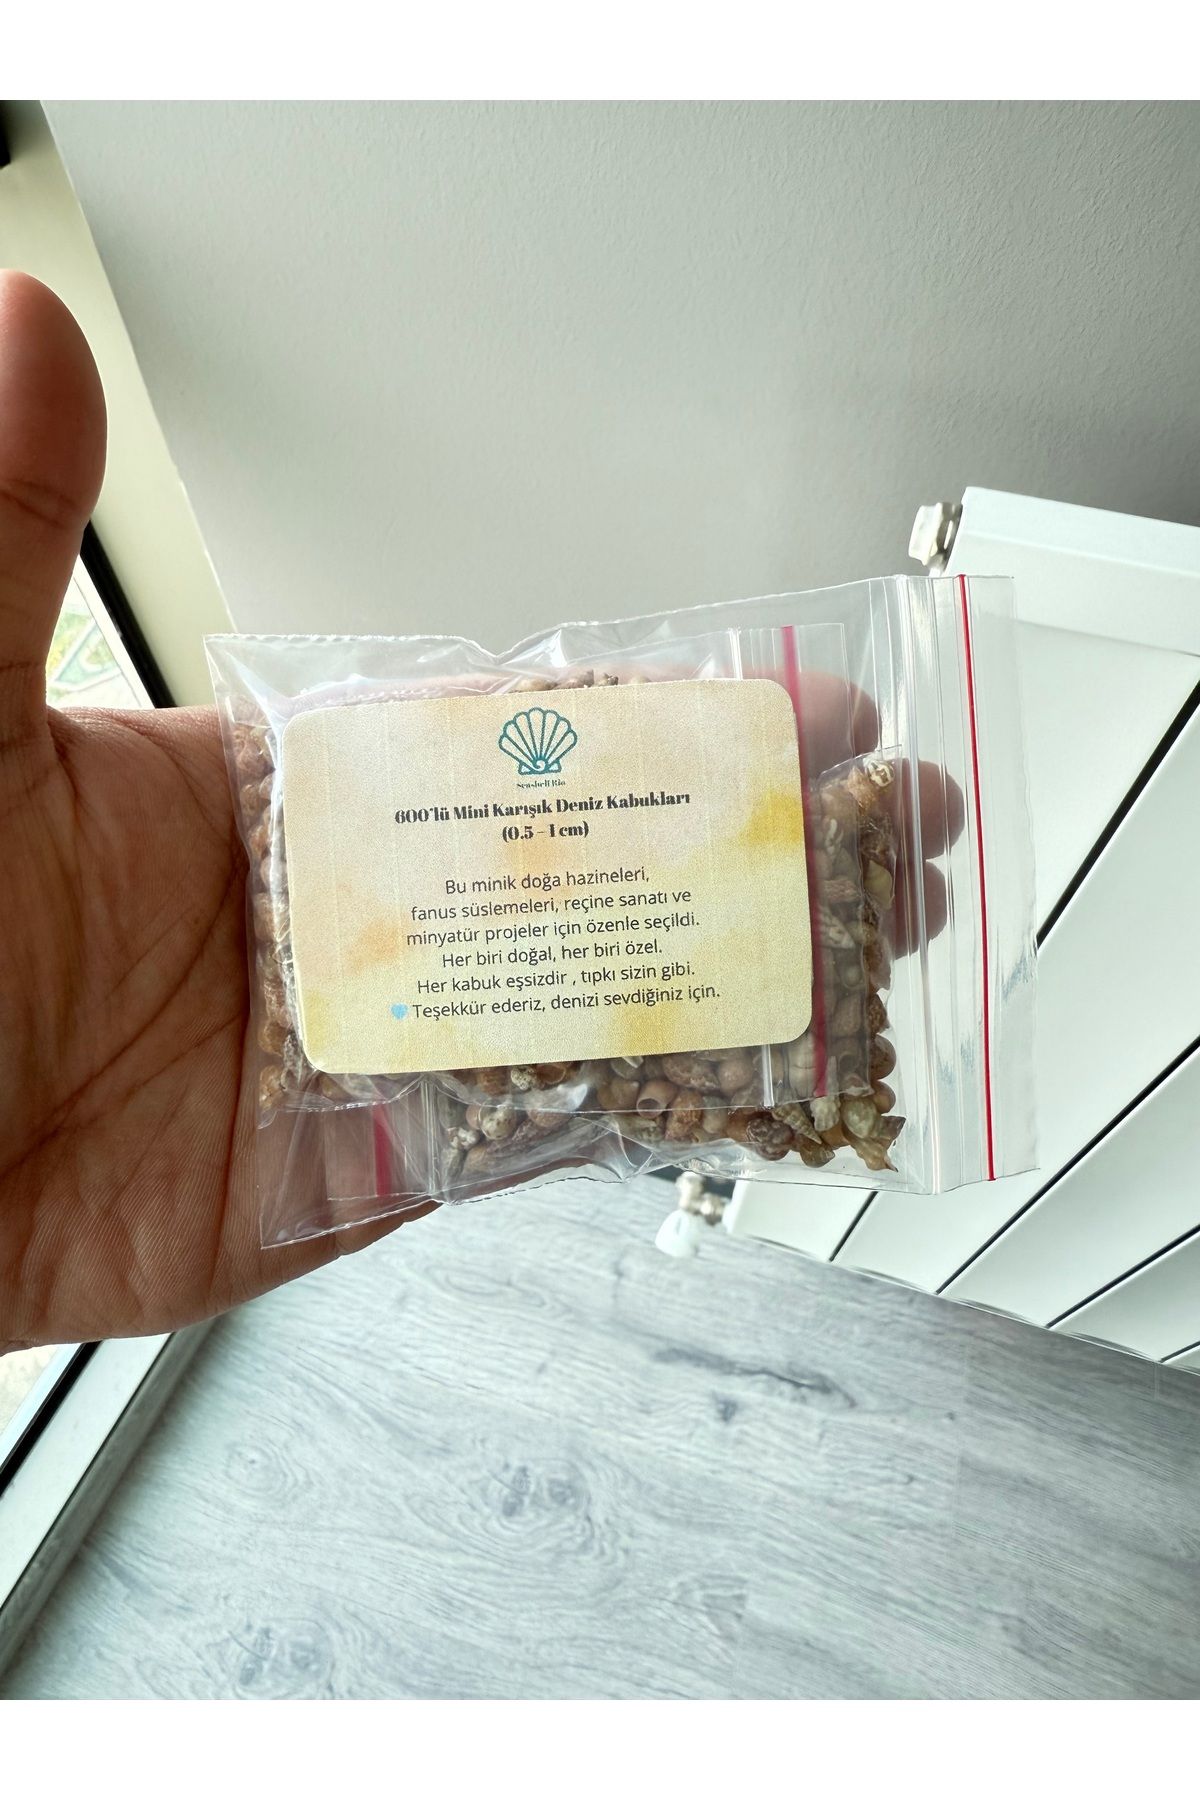 Seashell Rio
600'lü Mini Karışık Deniz Kabukları
(0.5 - 1 cm)
Bu minik doğa hazineleri,
fanus süslemeleri, reçine sanatı ve
minyatür projeler için özenle seçildi.
Her biri doğal, her biri özel.
Her kabuk eşsizdir , tıpkı sizin gibi.
Teşekkür ederiz, denizi sevdiğiniz için.